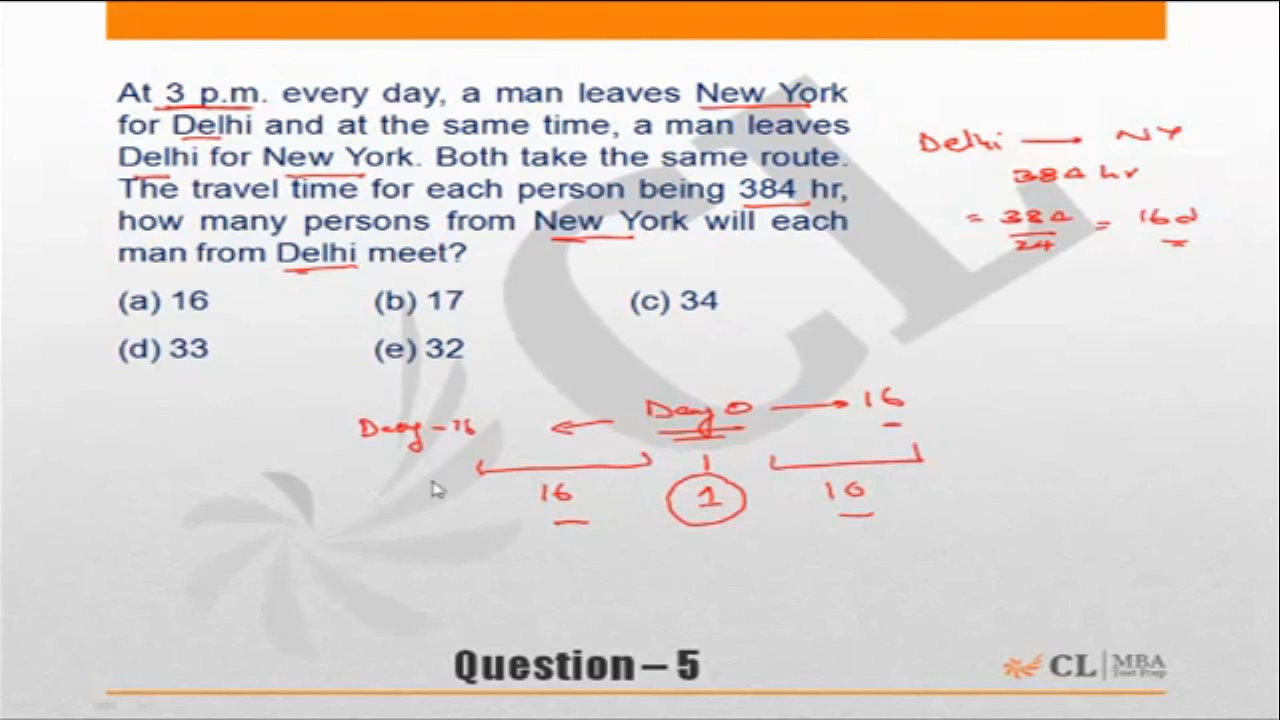 At 3 p.m. every day, a man leaves New York
for Delhi and at the same time, a man leaves
Delhi for New York. Both take the same route.
The travel time for each person being 384 hr,
how many persons from New York will each
man from Delhi meet?
(a) 16 (b) 17 (c) 34
(d) 33 (e) 32
Delhi → NY
384 hr
= 384/24 = 16d
Day -16 ← Day 0 → 16
16 1 16
CL
Question – 5
CL MBA
Test Prep